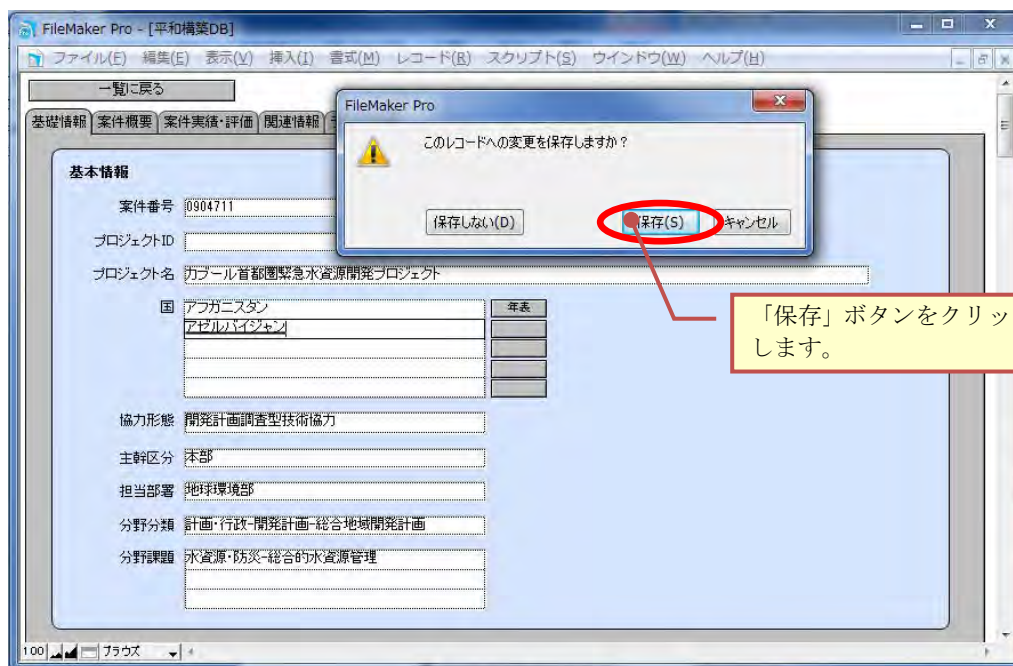 FileMaker Pro - [平和構築DB]
ファイル(F) 編集(E) 表示(V) 挿入(I) 書式(M) レコード(R) スクリプト(S) ウインドウ(W) ヘルプ(H)
一覧に戻る
基礎情報 案件概要 案件実績・評価 関連情報
FileMaker Pro
このレコードへの変更を保存しますか?
保存しない(D) 保存(S) キャンセル
基本情報
案件番号 0904711
プロジェクトID
プロジェクト名 カブール首都圏緊急水資源開発プロジェクト
国 アフガニスタン 年表
アゼルバイジャン
「保存」ボタンをクリッ
します。
協力形態 開発計画調査型技術協力
主幹区分 本部
担当部署 地球環境部
分野分類 計画・行政-開発計画-総合地域開発計画
分野課題 水資源・防災-総合的水資源管理
100 ブラウズ